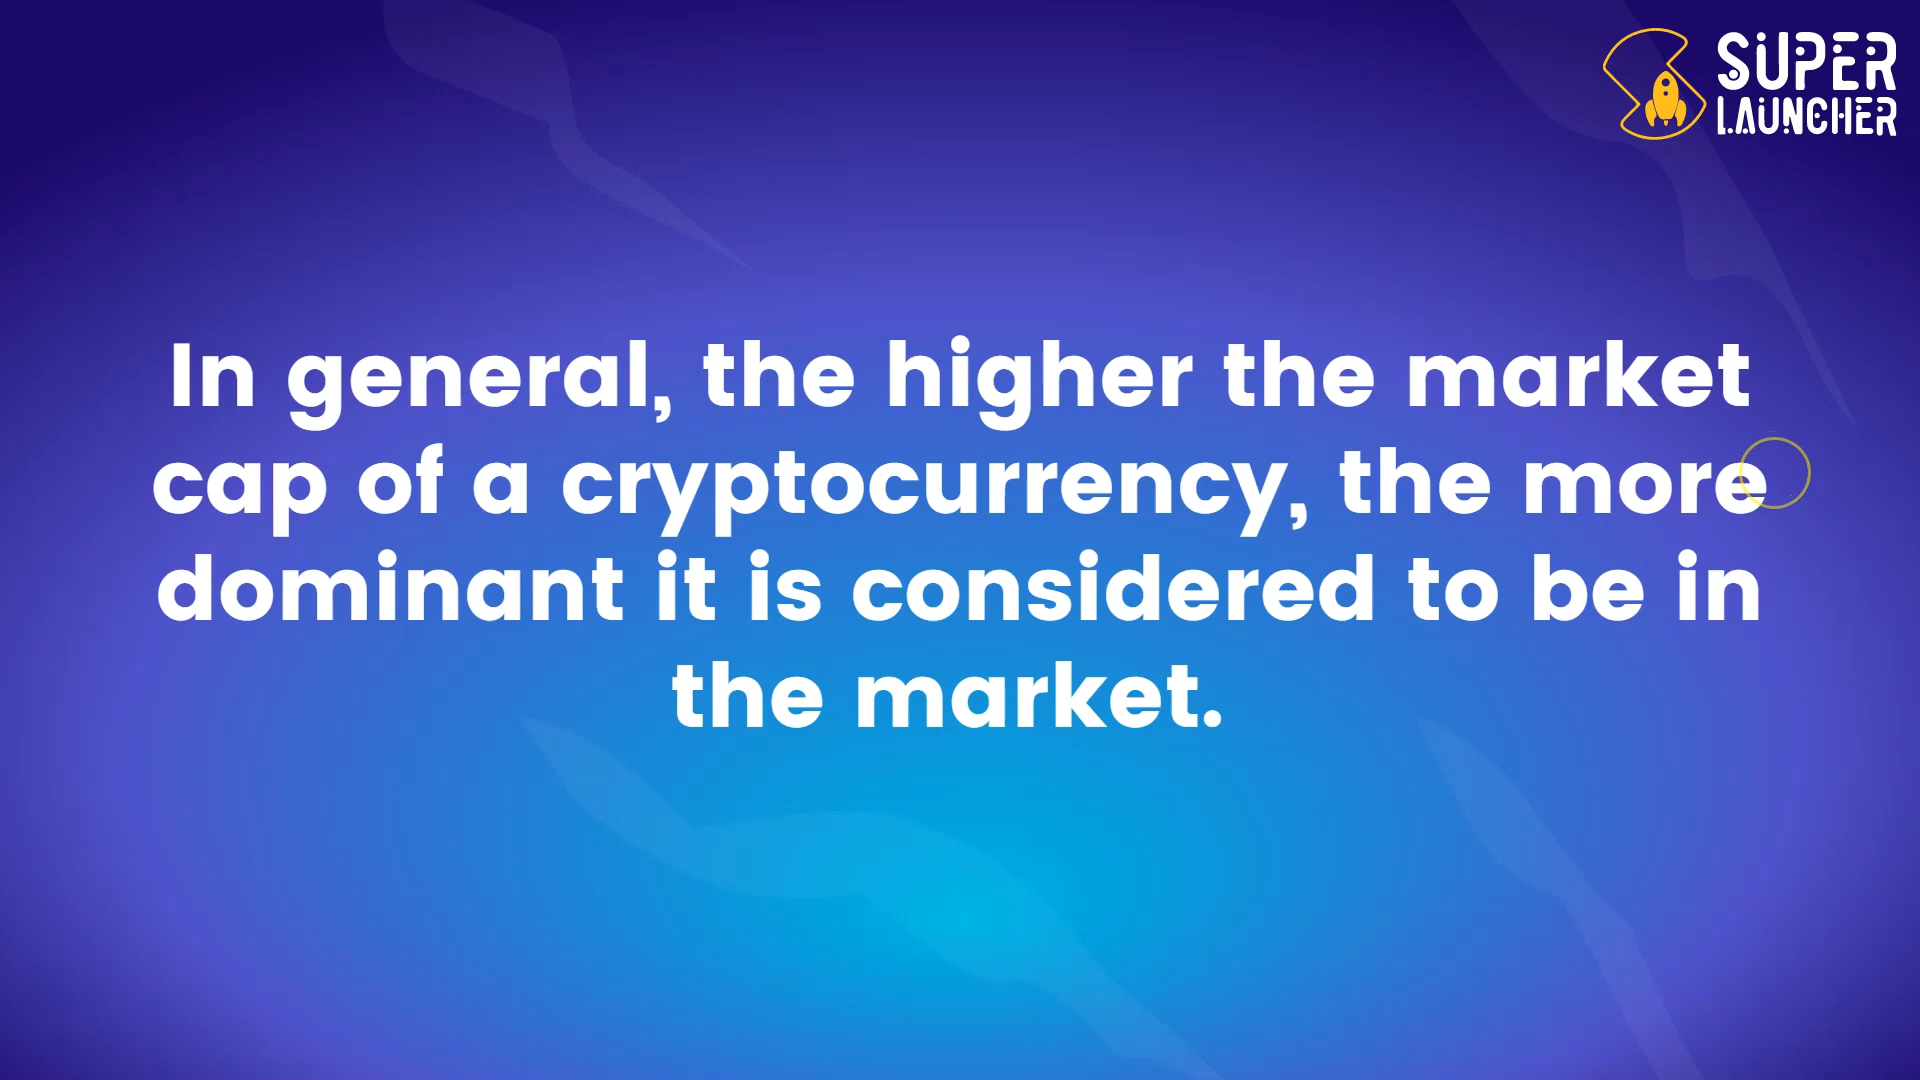 SUPER
LAUNCHER
In general, the higher the market
cap of a cryptocurrency, the more
dominant it is considered to be in
the market.